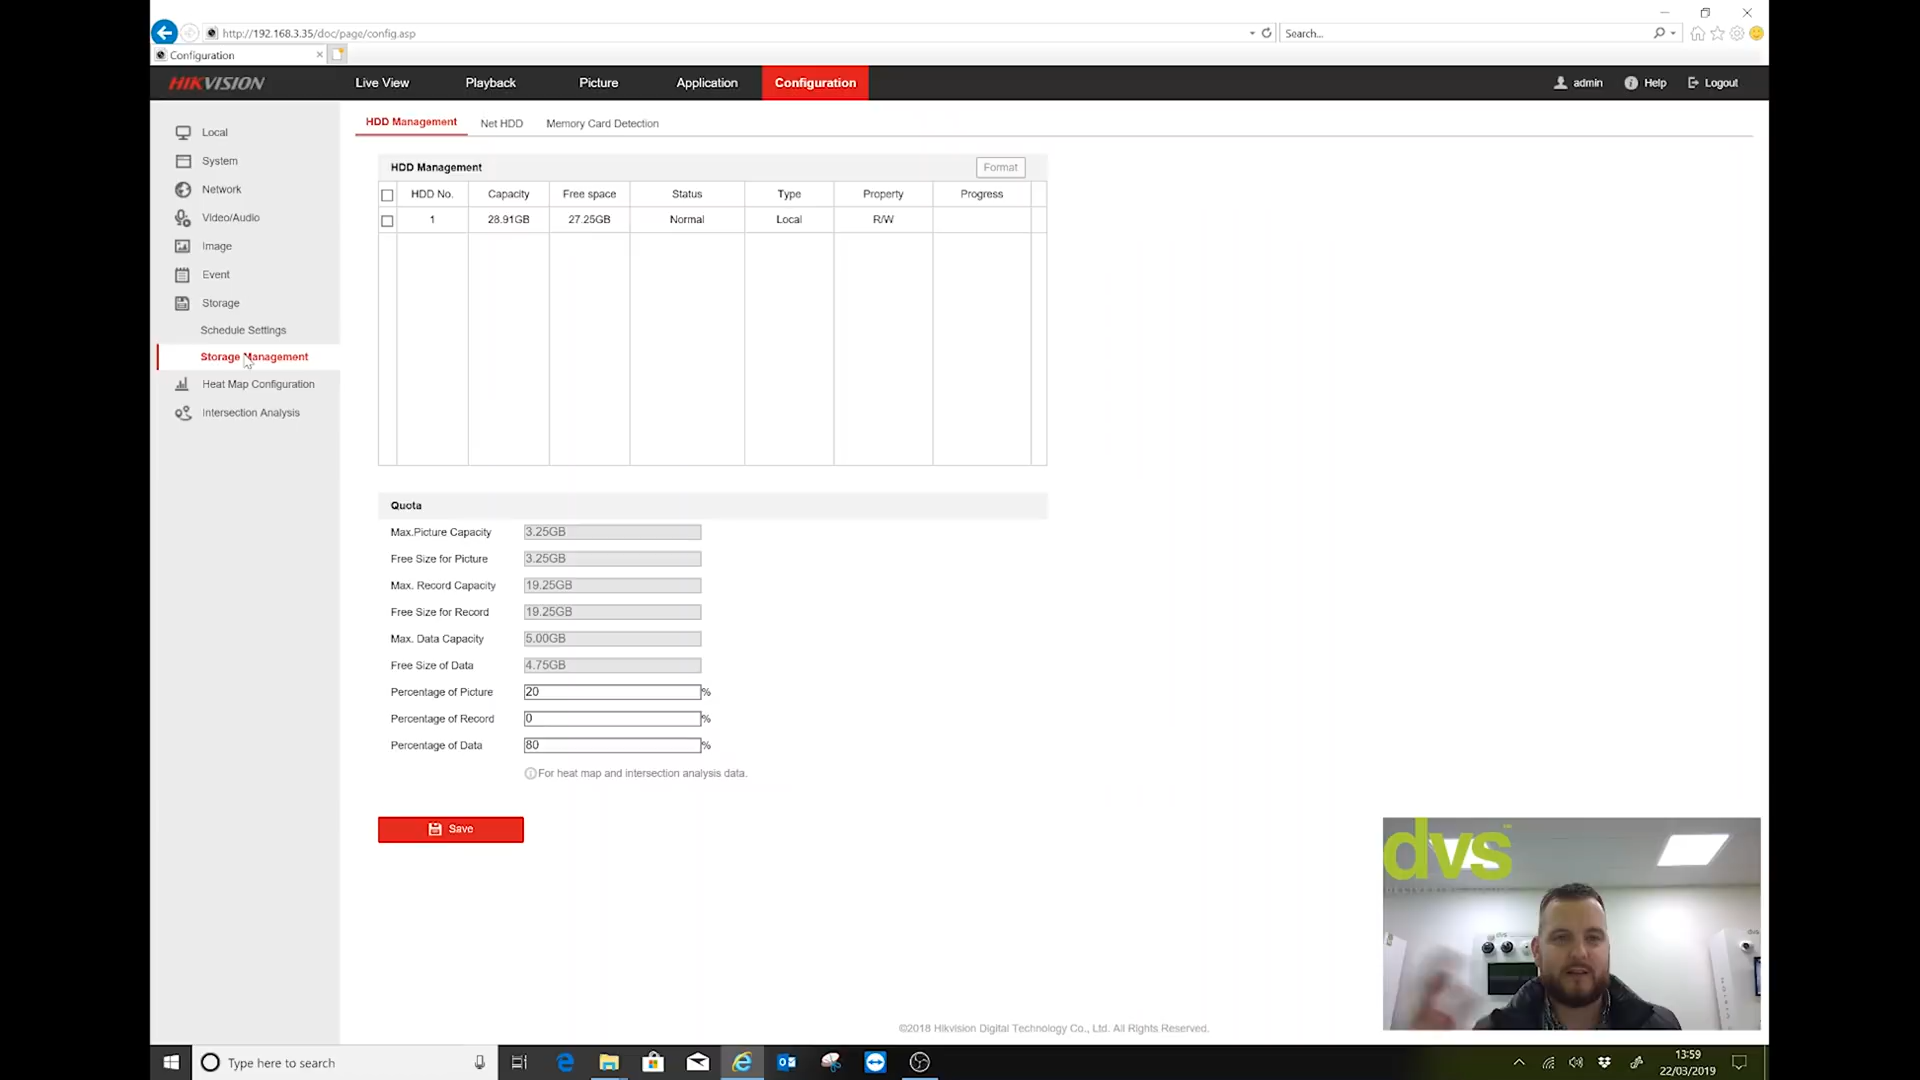 http://192.168.3.35/doc/page/config.asp
Search...
Configuration
HIKVISION
Live View
Playback
Picture
Application
Configuration
admin
Help
Logout
Local
System
Network
Video/Audio
Image
Event
Storage
Schedule Settings
Storage Management
Heat Map Configuration
Intersection Analysis
HDD Management
Net HDD
Memory Card Detection
HDD Management
Format
HDD No. Capacity Free space Status Type Property Progress
1 28.91GB 27.25GB Normal Local R/W
Quota
Max.Picture Capacity 3.25GB
Free Size for Picture 3.25GB
Max. Record Capacity 19.25GB
Free Size for Record 19.25GB
Max. Data Capacity 5.00GB
Free Size of Data 4.75GB
Percentage of Picture 20 %
Percentage of Record 0 %
Percentage of Data 80 %
For heat map and intersection analysis data.
Save
dvs
©2018 Hikvision Digital Technology Co., Ltd. All Rights Reserved.
Type here to search
13:59
22/03/2019